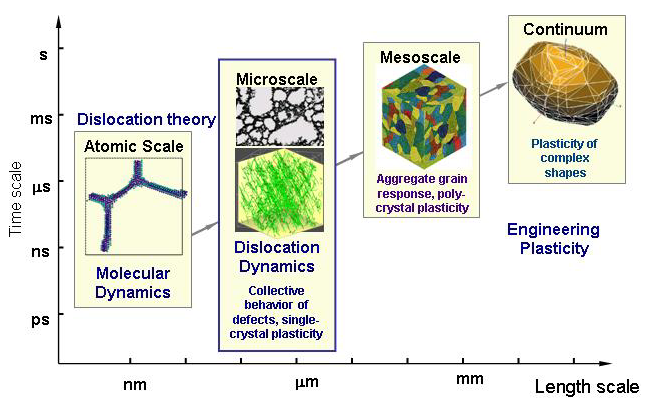 Time scale
s
ms
μs
ns
ps
Dislocation theory
Atomic Scale
Molecular
Dynamics
Microscale
Dislocation
Dynamics
Collective
behavior of
defects, single-
crystal plasticity
Mesoscale
Aggregate grain
response, poly-
crystal plasticity
Continuum
Plasticity of
complex
shapes
Engineering
Plasticity
nm
μm
mm
Length scale